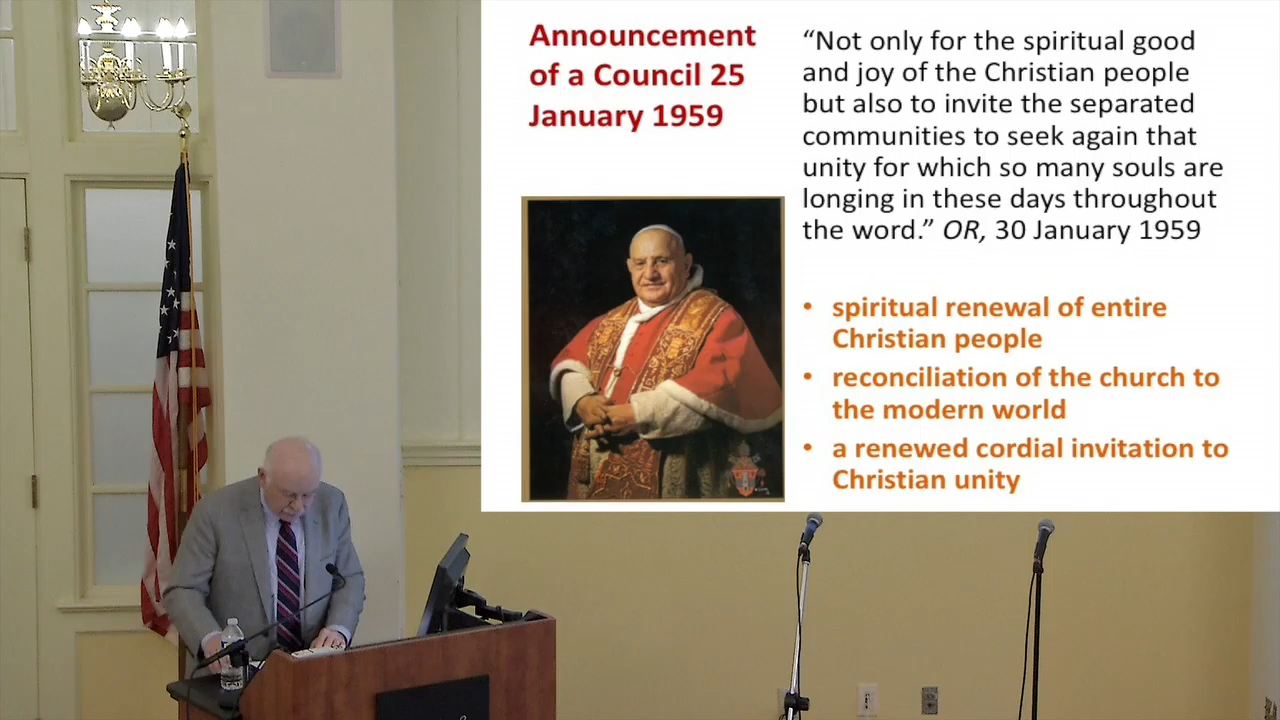 Announcement
of a Council 25
January 1959
“Not only for the spiritual good
and joy of the Christian people
but also to invite the separated
communities to seek again that
unity for which so many souls are
longing in these days throughout
the word.” OR, 30 January 1959
• spiritual renewal of entire
Christian people
• reconciliation of the church to
the modern world
• a renewed cordial invitation to
Christian unity